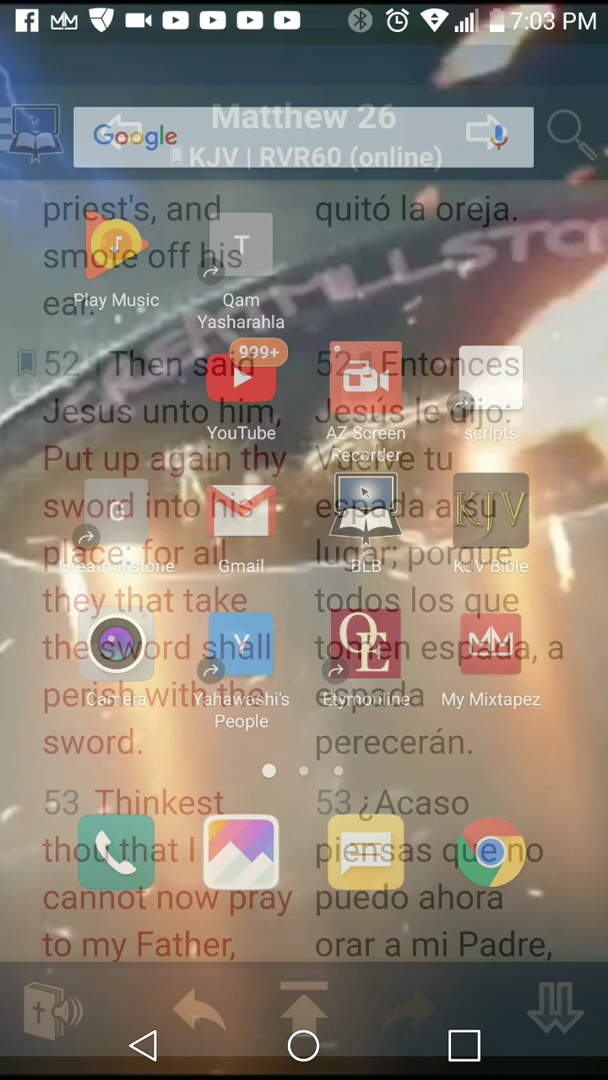 7:03 PM
Matthew 26
Google
KJV | RVR60 (online)
priest's, and
smote off his
ear.
quitó la oreja.
GREATMILLSTONE
Play Music
T
Qam
Yasharahla
52 ¶ Then said
Jesus unto him,
Put up again thy
sword into his
place: for all
they that take
the sword shall
perish with the
sword.
52 Entonces
Jesús le dijo:
Vuelve tu
espada a su
lugar; porque
todos los que
tomen espada, a
espada
perecerán.
999+
YouTube
AZ Screen
Recorder
scripts
G
Greatmillstone
Gmail
BLB
KJV
KJV Bible
Camera
Y
Yahawashi's
People
OE
Etymonline
My Mixtapez
53 Thinkest
thou that I
cannot now pray
to my Father,
53 ¿Acaso
piensas que no
puedo ahora
orar a mi Padre,